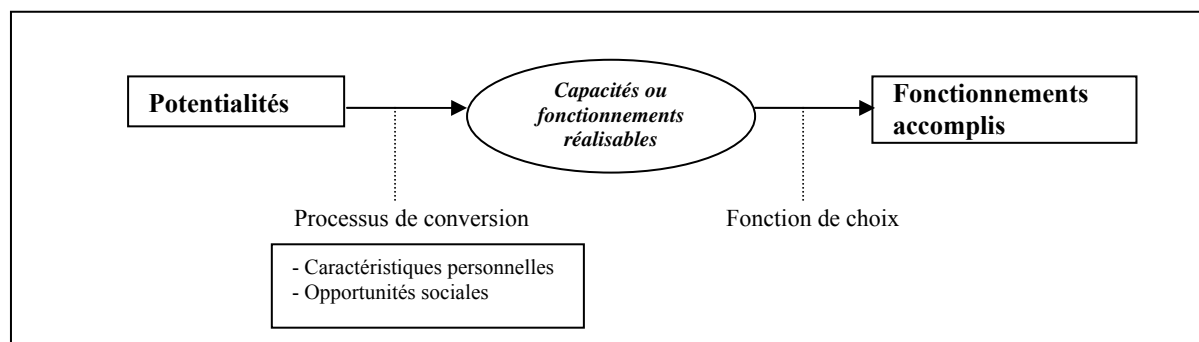 Potentialités
Capacités ou
fonctionnements
réalisables
Fonctionnements
accomplis
Processus de conversion
Fonction de choix
- Caractéristiques personnelles
- Opportunités sociales